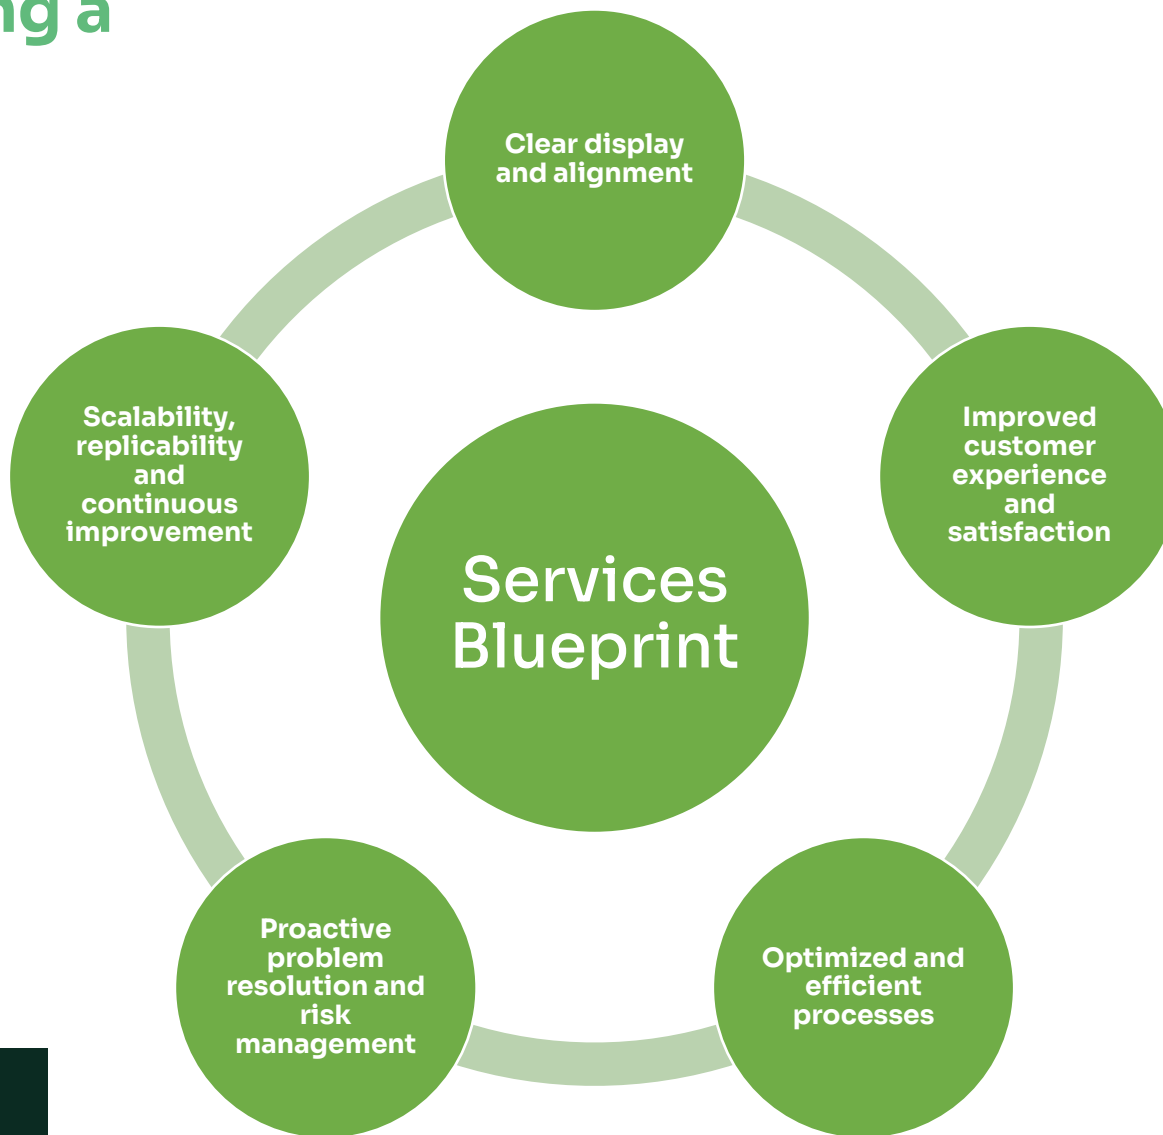 ng a
Clear display
and alignment
Improved
customer
experience
and
satisfaction
Optimized and
efficient
processes
Proactive
problem
resolution and
risk
management
Scalability,
replicability
and
continuous
improvement
Services
Blueprint